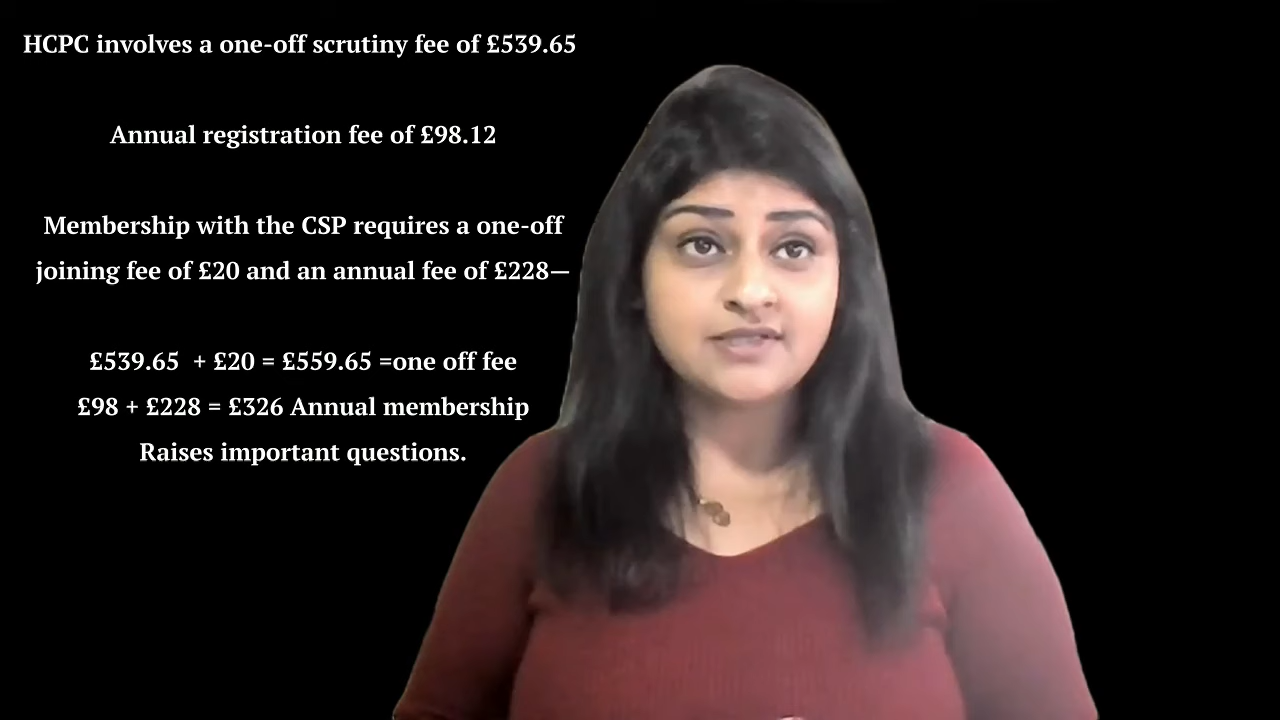 HCPC involves a one-off scrutiny fee of £539.65
Annual registration fee of £98.12
Membership with the CSP requires a one-off
joining fee of £20 and an annual fee of £228—
£539.65  + £20 = £559.65 =one off fee
£98 + £228 = £326 Annual membership
Raises important questions.